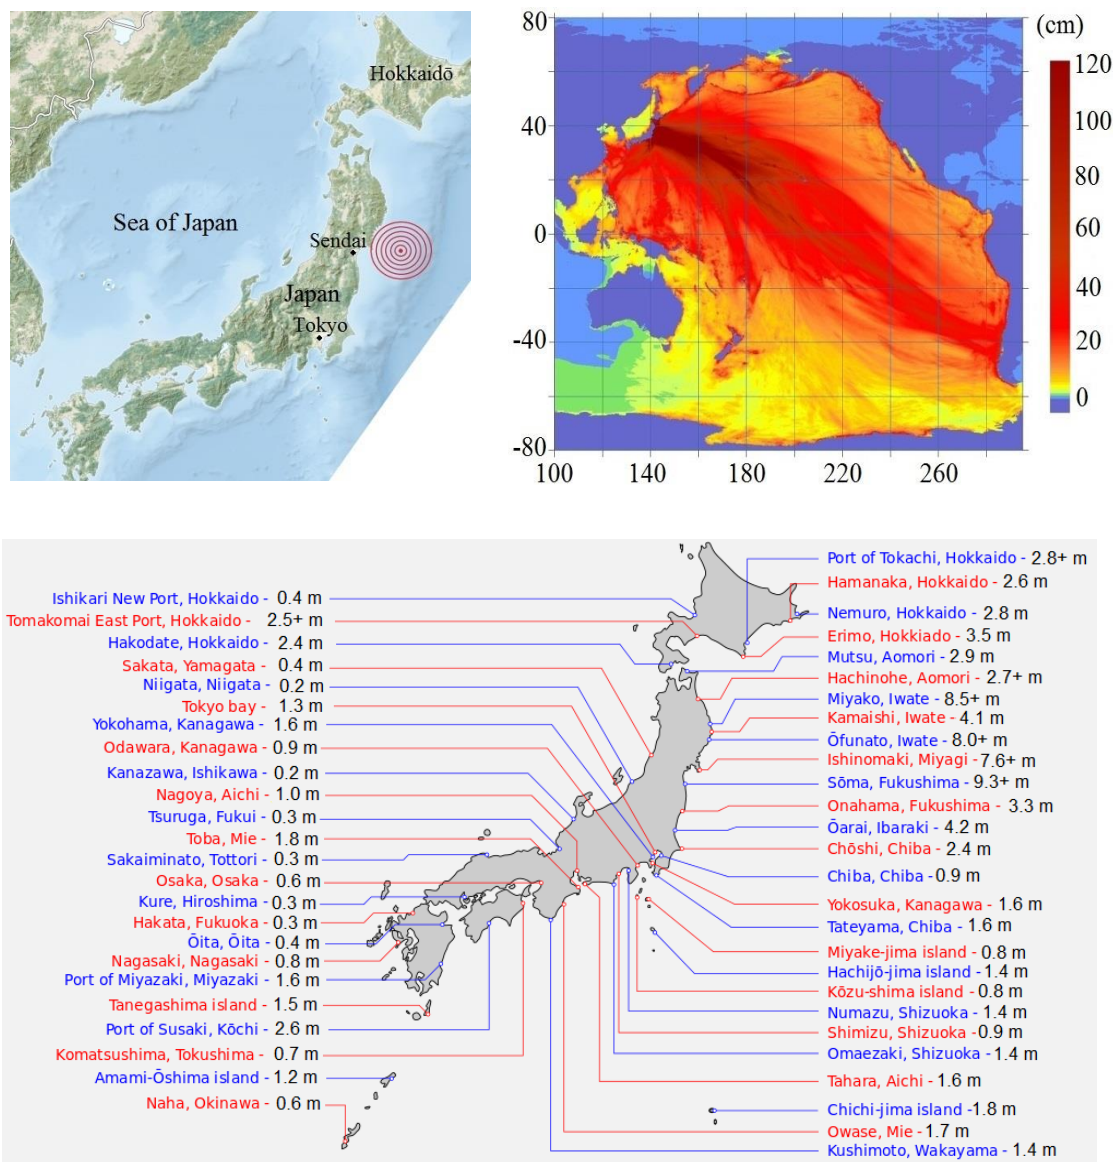 Hokkaidō
Sea of Japan
Sendai
Japan
Tokyo
(cm)
80
40
0
-40
-80
100 140 180 220 260
120
100
80
60
40
20
10
0
Ishikari New Port, Hokkaido - 0.4 m
Tomakomai East Port, Hokkaido - 2.5+ m
Hakodate, Hokkaido - 2.4 m
Sakata, Yamagata - 0.4 m
Niigata, Niigata - 0.2 m
Tokyo bay - 1.3 m
Yokohama, Kanagawa - 1.6 m
Odawara, Kanagawa - 0.9 m
Kanazawa, Ishikawa - 0.2 m
Nagoya, Aichi - 1.0 m
Tsuruga, Fukui - 0.3 m
Toba, Mie - 1.8 m
Sakaiminato, Tottori - 0.3 m
Osaka, Osaka - 0.6 m
Kure, Hiroshima - 0.3 m
Hakata, Fukuoka - 0.3 m
Ōita, Ōita - 0.4 m
Nagasaki, Nagasaki - 0.8 m
Port of Miyazaki, Miyazaki - 1.6 m
Tanegashima island - 1.5 m
Port of Susaki, Kōchi - 2.6 m
Komatsushima, Tokushima - 0.7 m
Amami-Ōshima island - 1.2 m
Naha, Okinawa - 0.6 m
Port of Tokachi, Hokkaido - 2.8+ m
Hamanaka, Hokkaido - 2.6 m
Nemuro, Hokkaido - 2.8 m
Erimo, Hokkiado - 3.5 m
Mutsu, Aomori - 2.9 m
Hachinohe, Aomori - 2.7+ m
Miyako, Iwate - 8.5+ m
Kamaishi, Iwate - 4.1 m
Ōfunato, Iwate - 8.0+ m
Ishinomaki, Miyagi - 7.6+ m
Sōma, Fukushima - 9.3+ m
Onahama, Fukushima - 3.3 m
Ōarai, Ibaraki - 4.2 m
Chōshi, Chiba - 2.4 m
Chiba, Chiba - 0.9 m
Yokosuka, Kanagawa - 1.6 m
Tateyama, Chiba - 1.6 m
Miyake-jima island - 0.8 m
Hachijō-jima island - 1.4 m
Kōzu-shima island - 0.8 m
Numazu, Shizuoka - 1.4 m
Shimizu, Shizuoka - 0.9 m
Omaezaki, Shizuoka - 1.4 m
Tahara, Aichi - 1.6 m
Chichi-jima island -1.8 m
Owase, Mie - 1.7 m
Kushimoto, Wakayama - 1.4 m